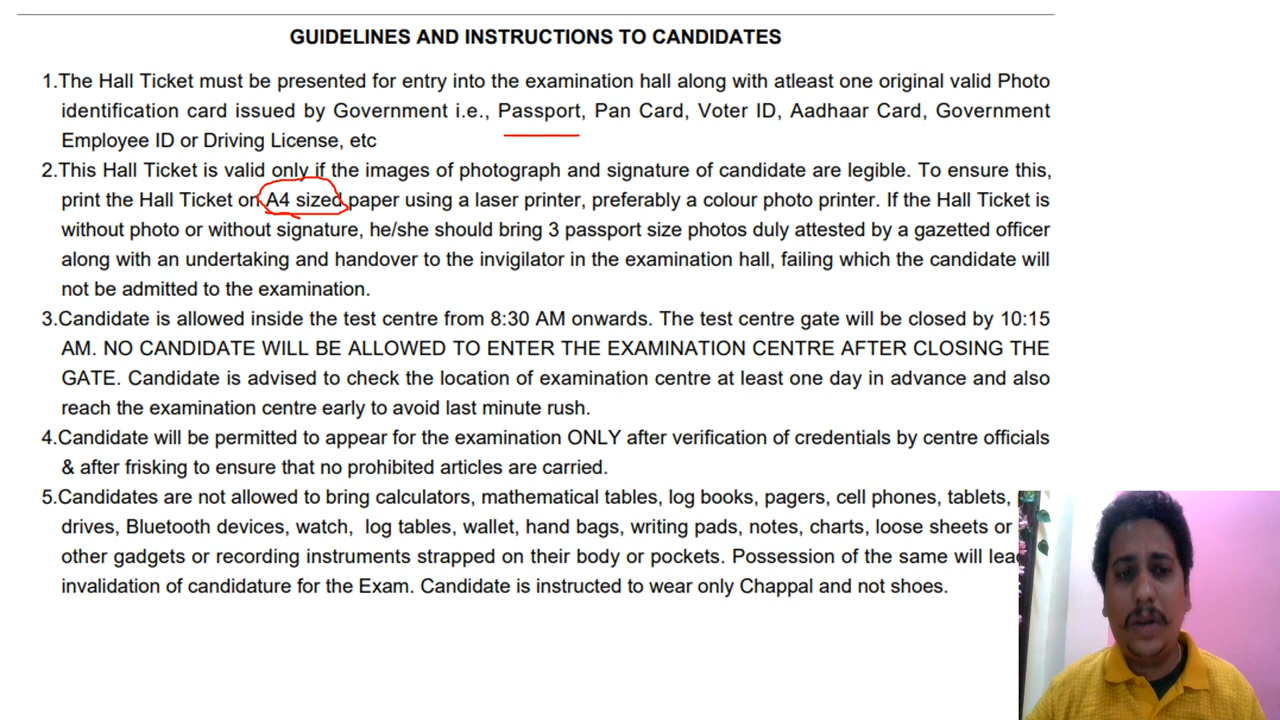 GUIDELINES AND INSTRUCTIONS TO CANDIDATES
1.The Hall Ticket must be presented for entry into the examination hall along with atleast one original valid Photo
identification card issued by Government i.e., Passport, Pan Card, Voter ID, Aadhaar Card, Government
Employee ID or Driving License, etc
2.This Hall Ticket is valid only if the images of photograph and signature of candidate are legible. To ensure this,
print the Hall Ticket on A4 sized paper using a laser printer, preferably a colour photo printer. If the Hall Ticket is
without photo or without signature, he/she should bring 3 passport size photos duly attested by a gazetted officer
along with an undertaking and handover to the invigilator in the examination hall, failing which the candidate will
not be admitted to the examination.
3.Candidate is allowed inside the test centre from 8:30 AM onwards. The test centre gate will be closed by 10:15
AM. NO CANDIDATE WILL BE ALLOWED TO ENTER THE EXAMINATION CENTRE AFTER CLOSING THE
GATE. Candidate is advised to check the location of examination centre at least one day in advance and also
reach the examination centre early to avoid last minute rush.
4.Candidate will be permitted to appear for the examination ONLY after verification of credentials by centre officials
& after frisking to ensure that no prohibited articles are carried.
5.Candidates are not allowed to bring calculators, mathematical tables, log books, pagers, cell phones, tablets,
drives, Bluetooth devices, watch, log tables, wallet, hand bags, writing pads, notes, charts, loose sheets or
other gadgets or recording instruments strapped on their body or pockets. Possession of the same will
invalidation of candidature for the Exam. Candidate is instructed to wear only Chappal and not shoes.